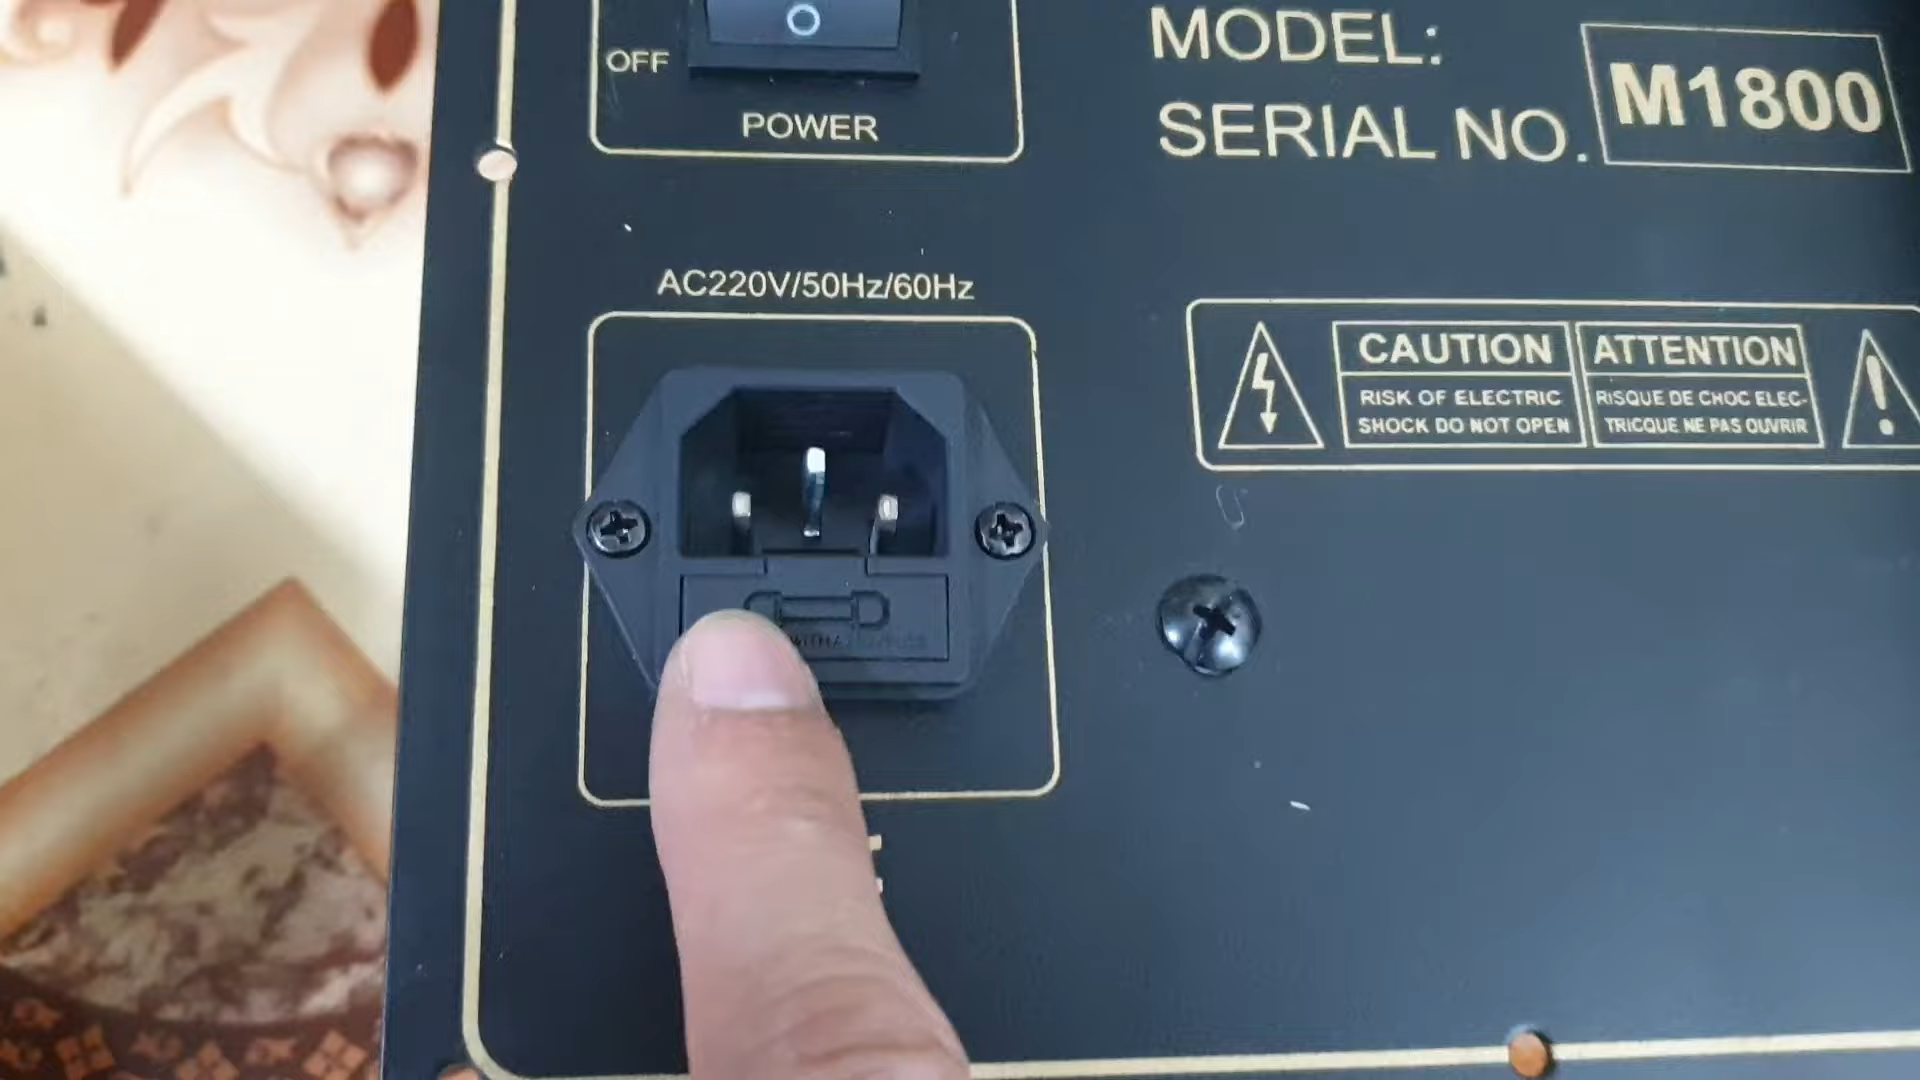 OFF
POWER
MODEL:
SERIAL NO.
M1800
AC220V/50Hz/60Hz
CAUTION
RISK OF ELECTRIC
SHOCK DO NOT OPEN
ATTENTION
RISQUE DE CHOC ELEC-
TRICQUE NE PAS OUVRIR